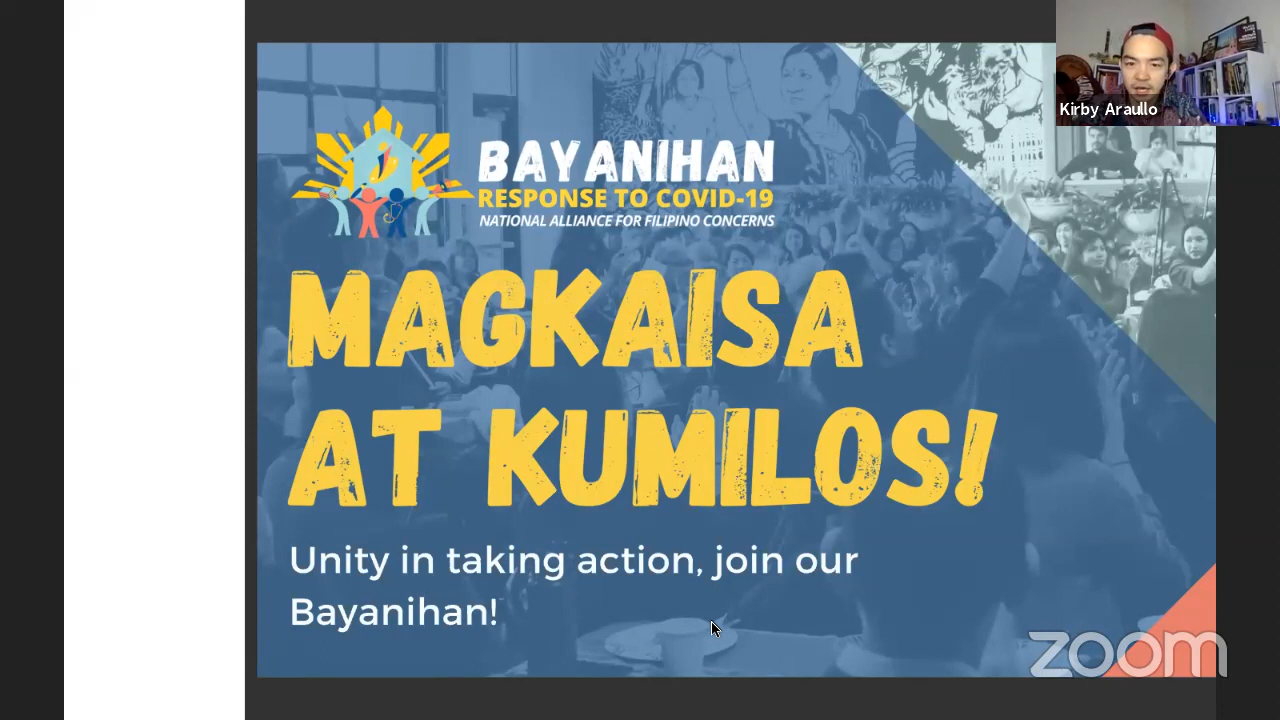 Kirby Araullo
BAYANIHAN
RESPONSE TO COVID-19
NATIONAL ALLIANCE FOR FILIPINO CONCERNS
MAGKAISA
AT KUMILOS!
Unity in taking action, join our
Bayanihan!
zoom